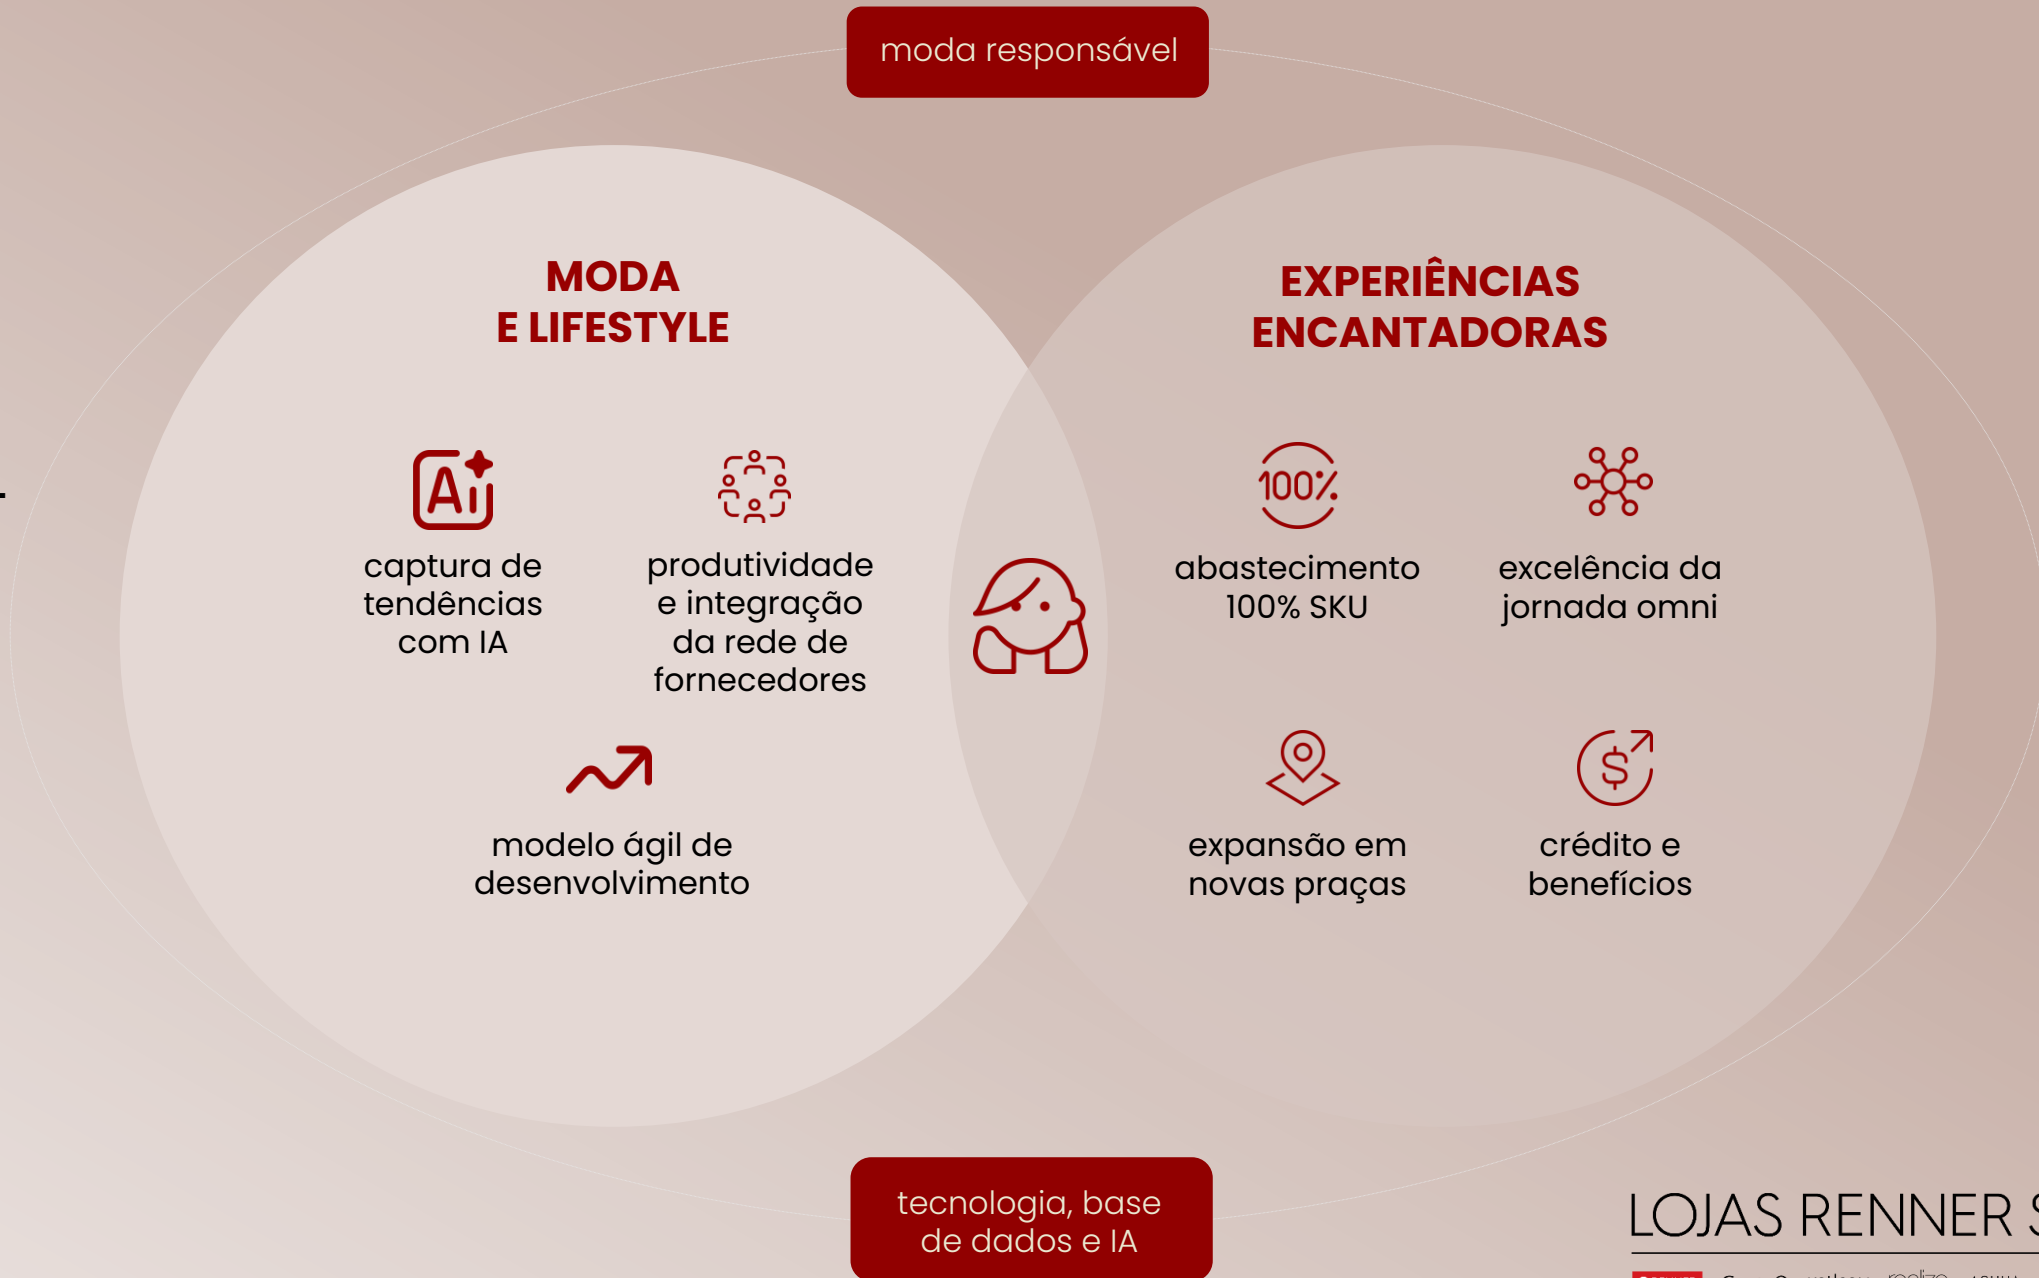 moda responsável
MODA
E LIFESTYLE
Ai
captura de
tendências
com IA
produtividade
e integração
da rede de
fornecedores
modelo ágil de
desenvolvimento
EXPERIÊNCIAS
ENCANTADORAS
100%
abastecimento
100% SKU
excelência da
jornada omni
expansão em
novas praças
$
crédito e
benefícios
tecnologia, base
de dados e IA
LOJAS RENNER